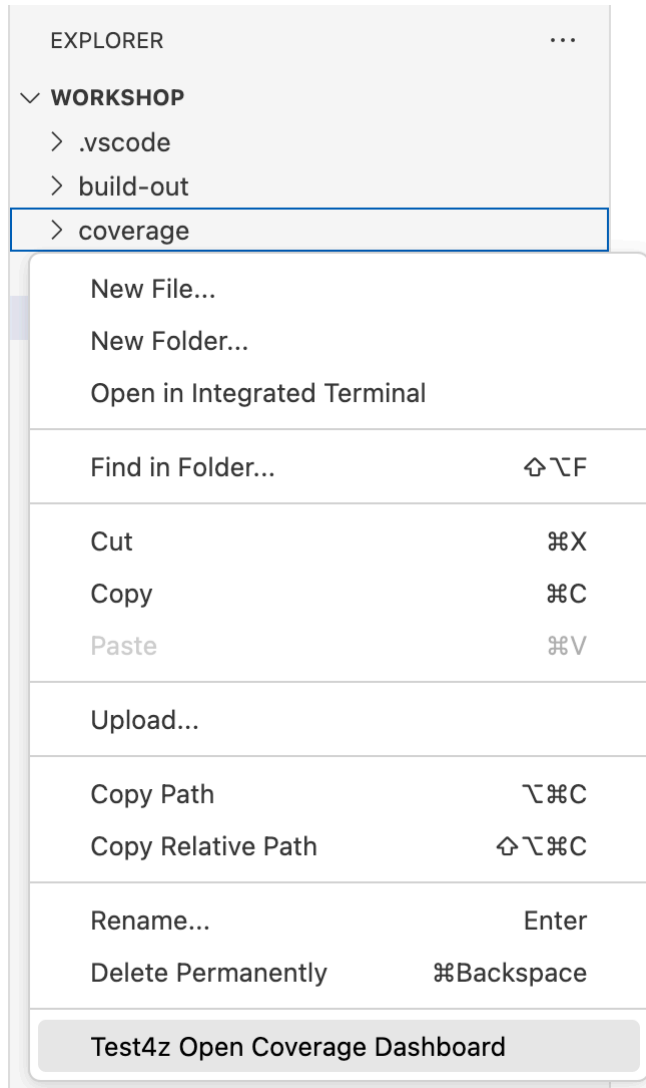 EXPLORER ...
WORKSHOP
.vscode
build-out
coverage
New File...
New Folder...
Open in Integrated Terminal
Find in Folder... ⇧⌥F
Cut ⌘X
Copy ⌘C
Paste ⌘V
Upload...
Copy Path ⌥⌘C
Copy Relative Path ⇧⌥⌘C
Rename... Enter
Delete Permanently ⌘Backspace
Test4z Open Coverage Dashboard